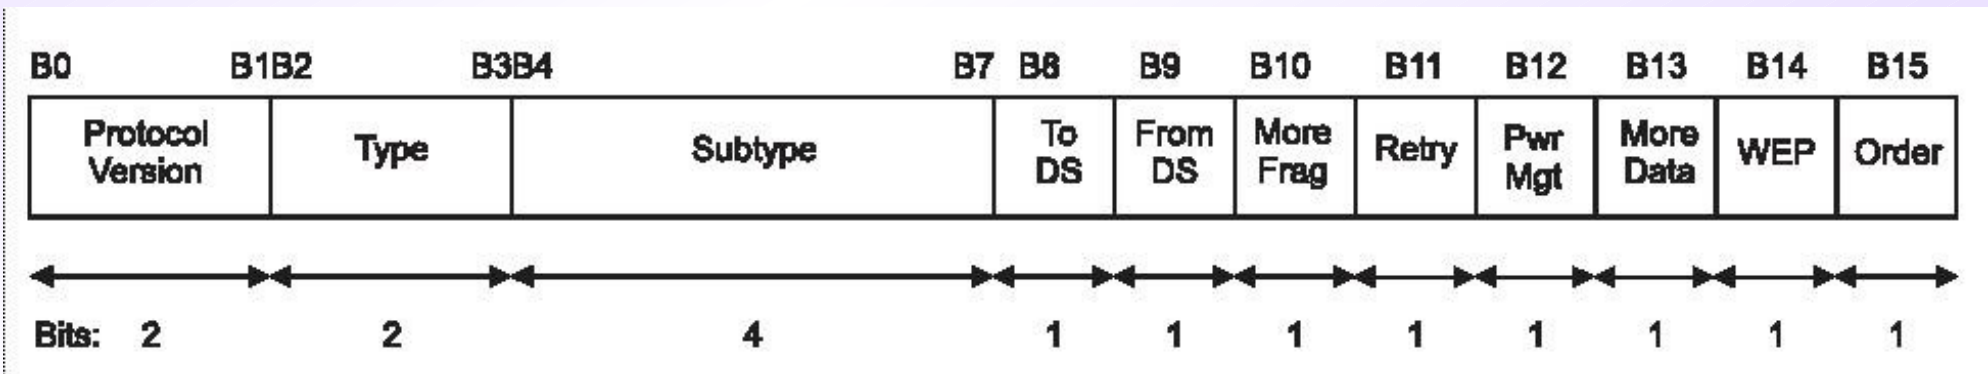 B0 B1B2 B3B4 B7 B8 B9 B10 B11 B12 B13 B14 B15
Protocol Version Type Subtype To DS From DS More Frag Retry Pwr Mgt More Data WEP Order
Bits: 2 2 4 1 1 1 1 1 1 1 1